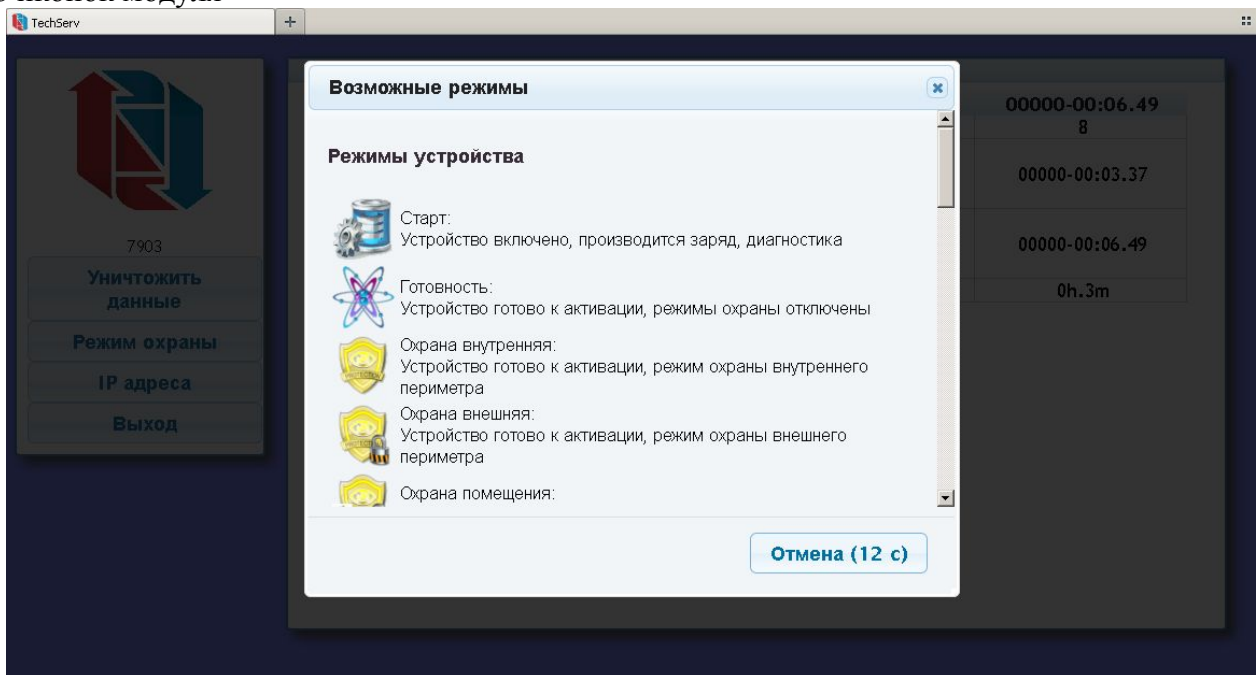 иконок модуля
TechServ
+
Возможные режимы
Режимы устройства
Старт:
Устройство включено, производится заряд, диагностика
Готовность:
Устройство готово к активации, режимы охраны отключены
Охрана внутренняя:
Устройство готово к активации, режим охраны внутреннего
периметра
Охрана внешняя:
Устройство готово к активации, режим охраны внешнего
периметра
Охрана помещения:
Отмена (12 с)
7903
Уничтожить
данные
Режим охраны
IP адреса
Выход
00000-00:06.49
8
00000-00:03.37
00000-00:06.49
0h.3m